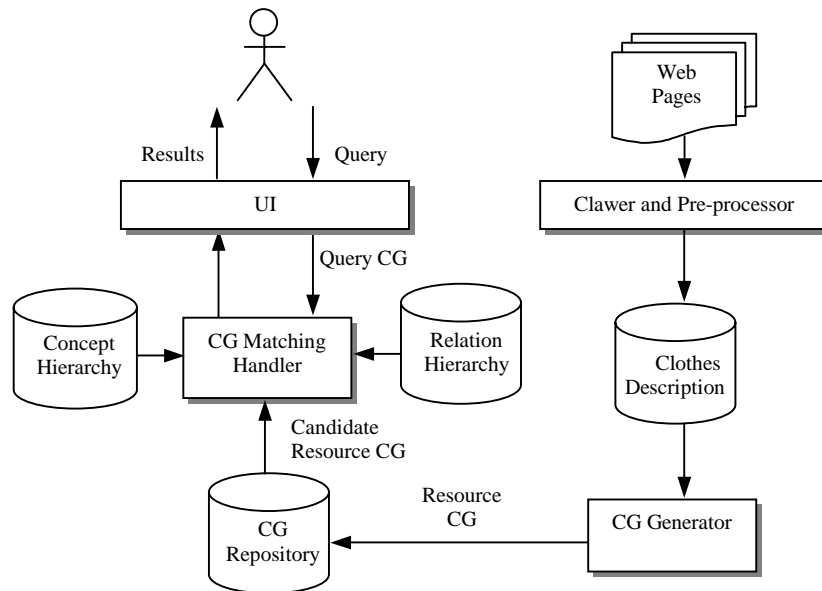 Web
Pages
Results
Query
UI
Clawer and Pre-processor
Query CG
Concept
Hierarchy
CG Matching
Handler
Relation
Hierarchy
Clothes
Description
Candidate
Resource CG
Resource
CG
CG
Repository
CG Generator